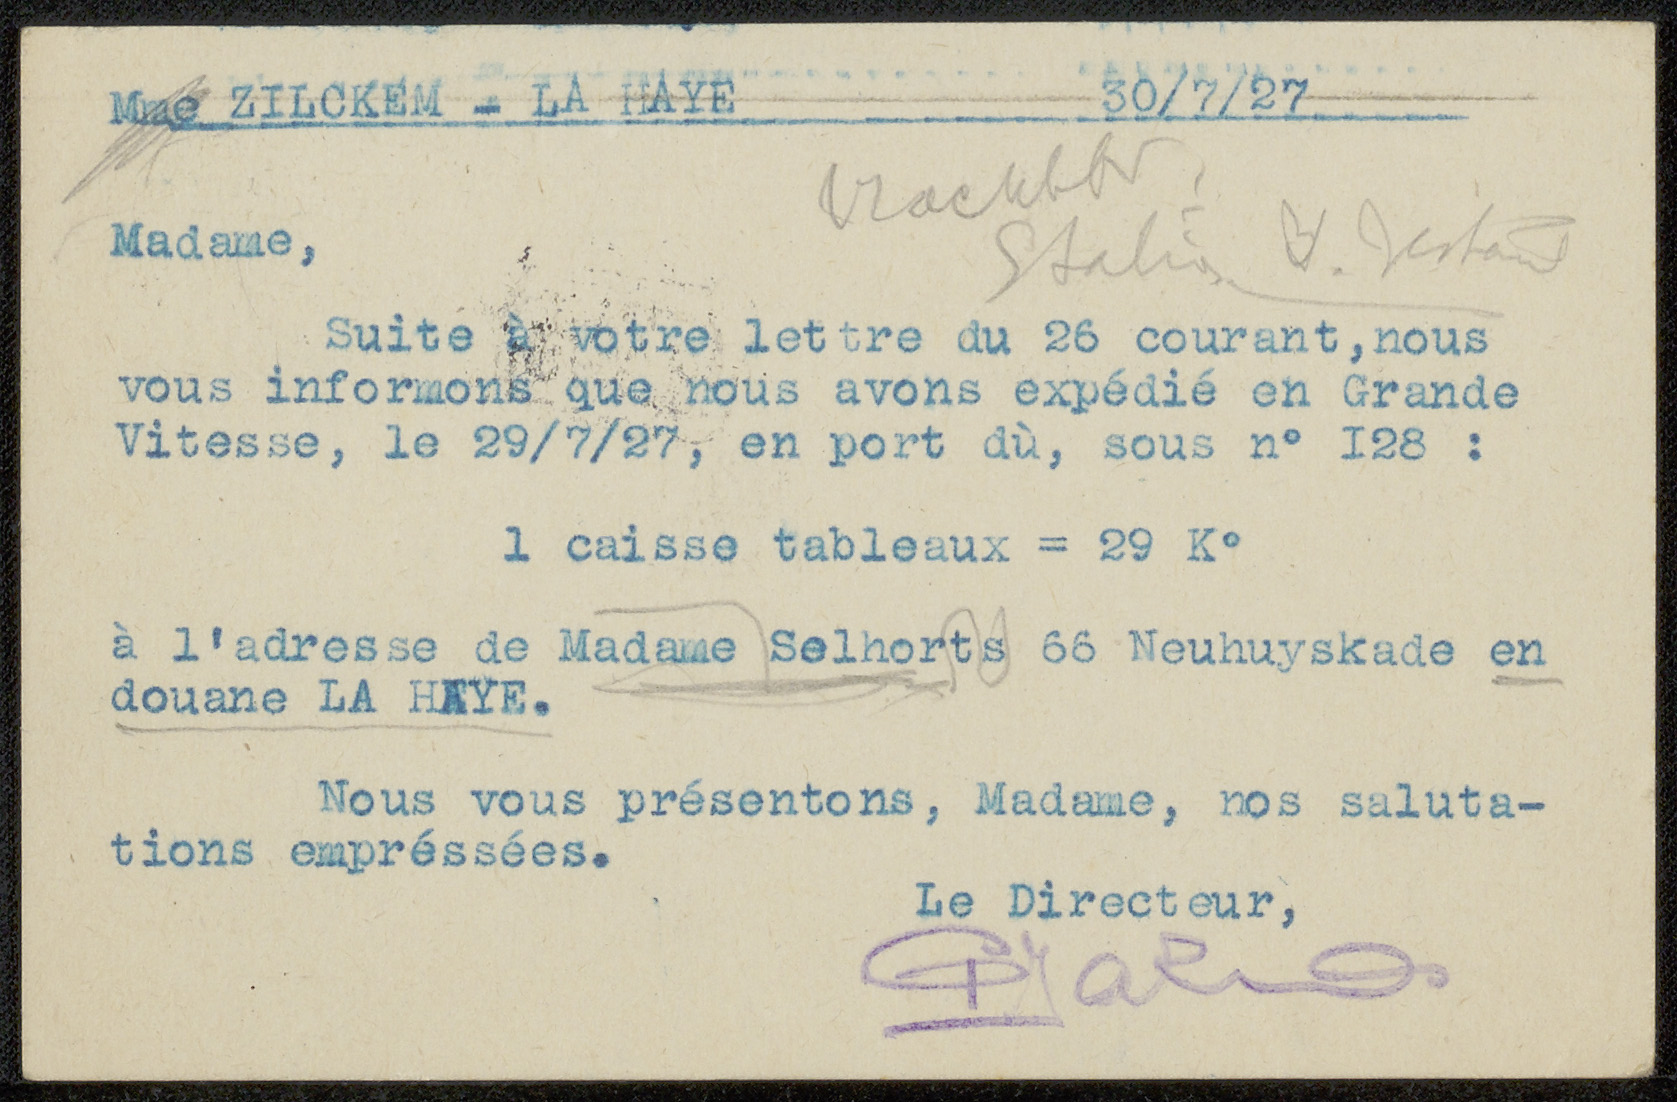 Mme ZILCKEM - LA HAYE 30/7/27
Madame,
Suite à votre lettre du 26 courant,nous
vous informons que nous avons expédié en Grande
Vitesse, le 29/7/27, en port dù, sous n° I28 :
1 caisse tableaux = 29 K°
à l'adresse de Madame Selhorts 66 Neuhuyskade en
douane LA HAYE.
Nous vous présentons, Madame, nos saluta-
tions empréssées.
Le Directeur,